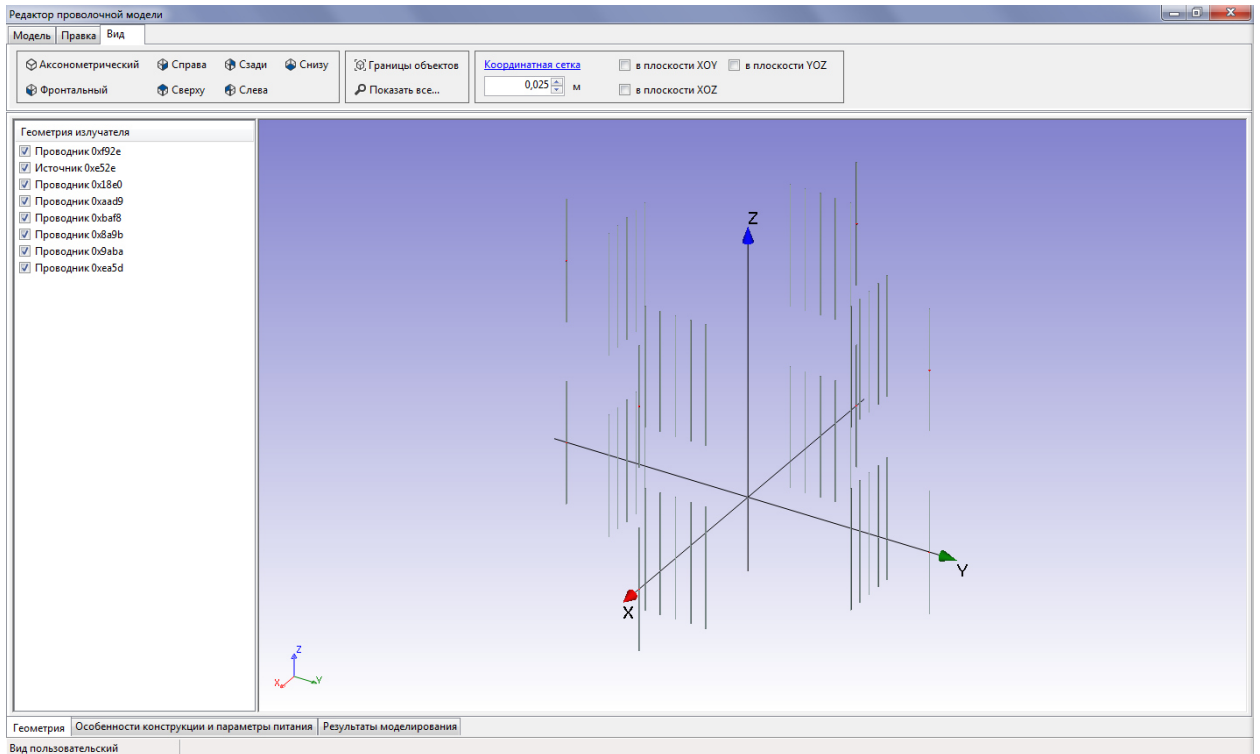 Редактор проволочной модели
Модель Правка Вид
Аксонометрический Справа Сзади Снизу Границы объектов Координатная сетка в плоскости XOY в плоскости YOZ
Фронтальный Сверху Слева Показать все... 0,025 м в плоскости XOZ
Геометрия излучателя
Проводник 0xf92e
Источник 0xe52e
Проводник 0x18e0
Проводник 0xaad9
Проводник 0xbaf8
Проводник 0x8a9b
Проводник 0x9aba
Проводник 0xea5d
Z
Y
X
Z
X Y
Геометрия Особенности конструкции и параметры питания Результаты моделирования
Вид пользовательский